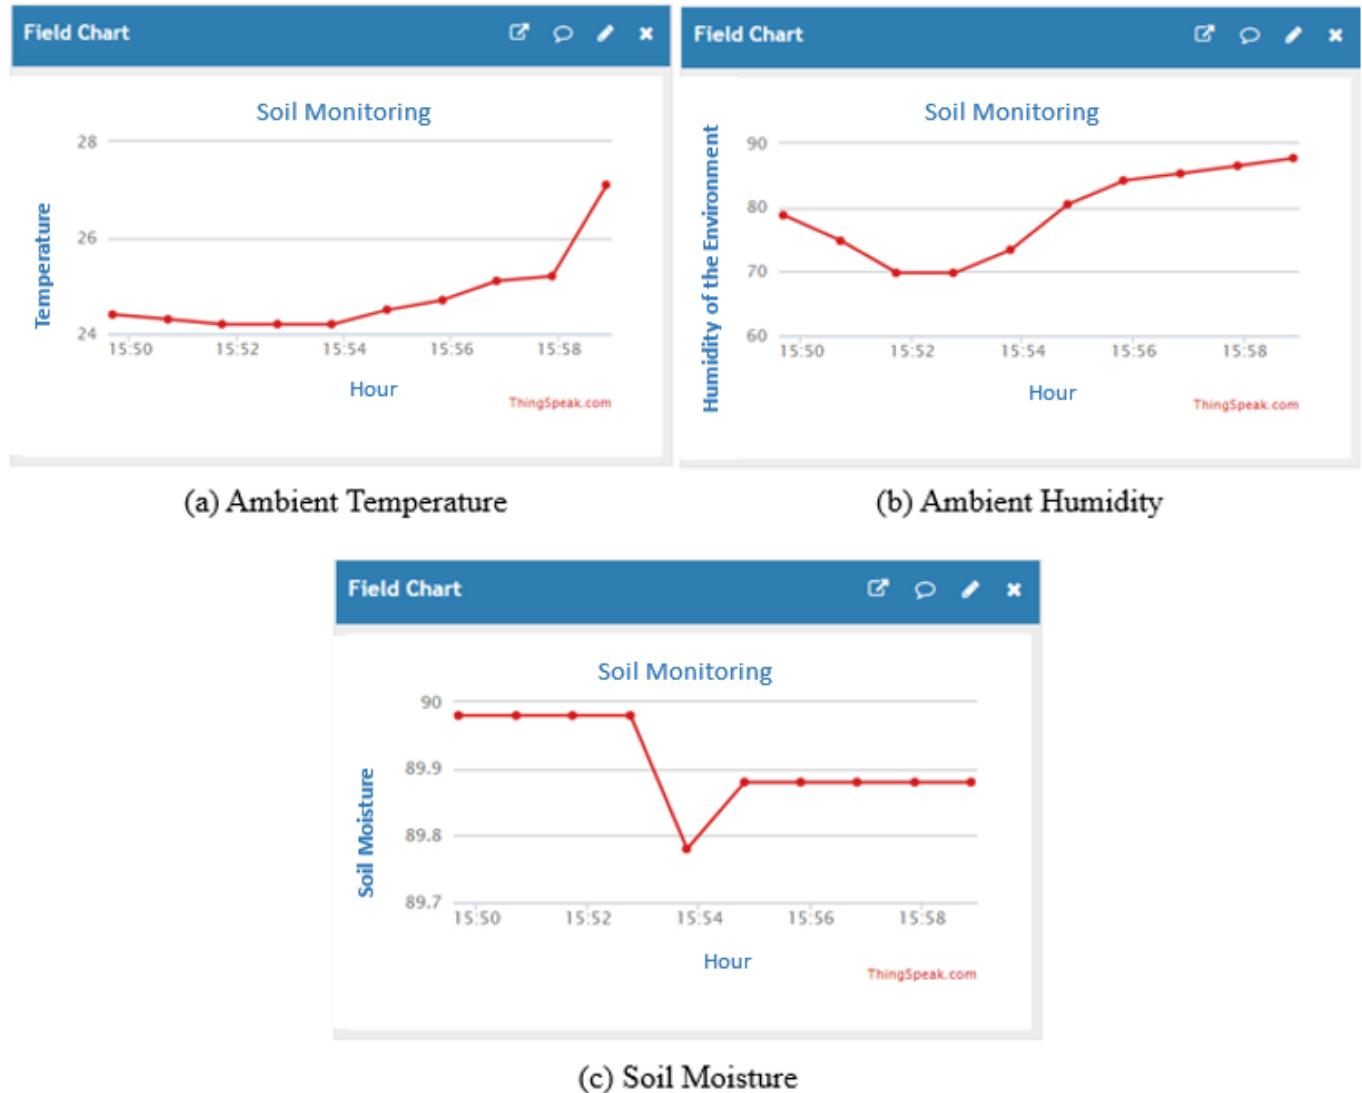 Field Chart
Soil Monitoring
Temperature
28
26
24
15:50 15:52 15:54 15:56 15:58
Hour
ThingSpeak.com
(a) Ambient Temperature
Field Chart
Soil Monitoring
Humidity of the Environment
90
80
70
60
15:50 15:52 15:54 15:56 15:58
Hour
ThingSpeak.com
(b) Ambient Humidity
Field Chart
Soil Monitoring
Soil Moisture
90
89.9
89.8
89.7
15:50 15:52 15:54 15:56 15:58
Hour
ThingSpeak.com
(c) Soil Moisture